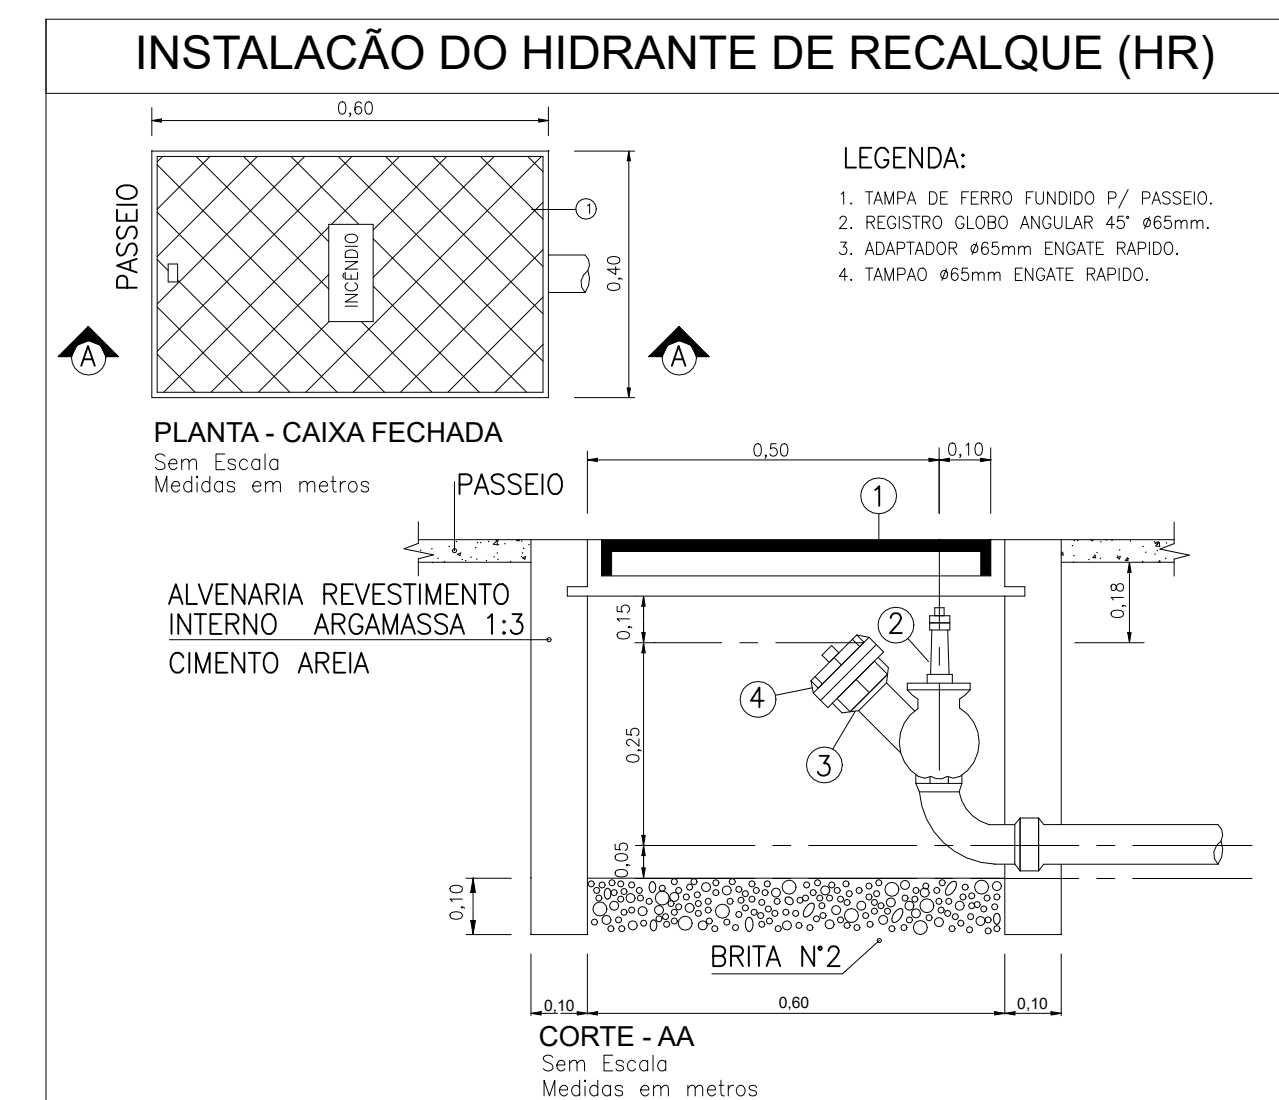 INSTALACÃO DO HIDRANTE DE RECALQUE (HR)
0,60
PASSEIO
INCÊNDIO
1
0,40
A
A
LEGENDA:
1. TAMPA DE FERRO FUNDIDO P/ PASSEIO.
2. REGISTRO GLOBO ANGULAR 45° ø65mm.
3. ADAPTADOR ø65mm ENGATE RAPIDO.
4. TAMPAO ø65mm ENGATE RAPIDO.
PLANTA - CAIXA FECHADA
Sem Escala
Medidas em metros
PASSEIO
0,50
0,10
1
ALVENARIA REVESTIMENTO
INTERNO ARGAMASSA 1:3
CIMENTO AREIA
0,15
0,18
2
4
3
0,25
0,05
0,10
BRITA N°2
0,10
0,60
0,10
CORTE - AA
Sem Escala
Medidas em metros